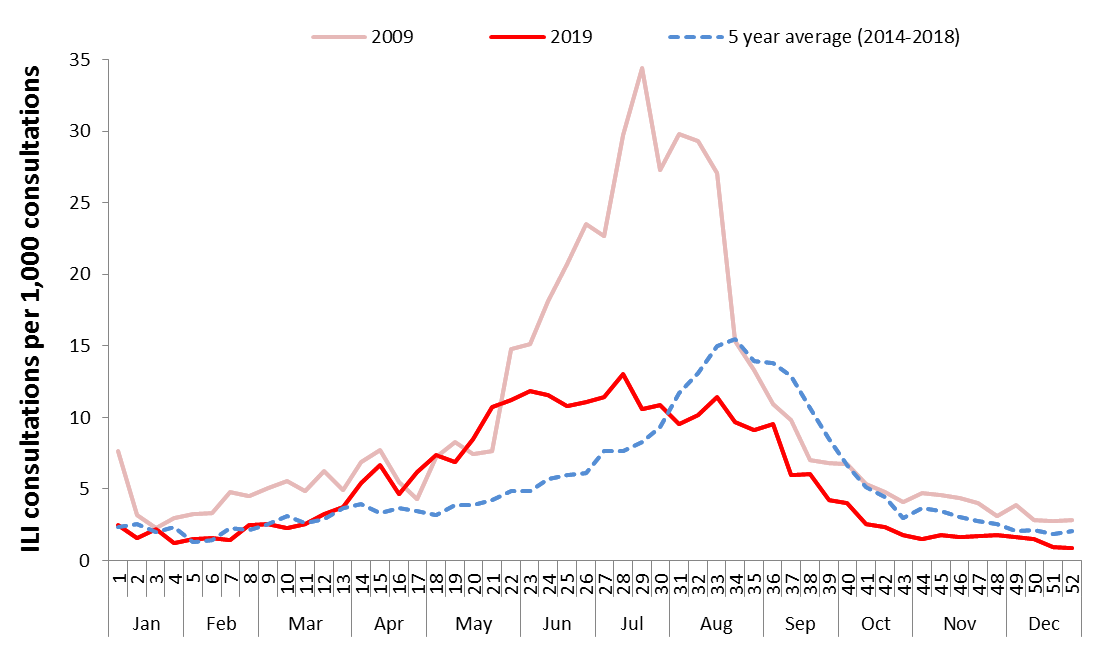 2009 2019 5 year average (2014-2018)
ILI consultations per 1,000 consultations
35
30
25
20
15
10
5
0
1 2 3 4 5 6 7 8 9 10 11 12 13 14 15 16 17 18 19 20 21 22 23 24 25 26 27 28 29 30 31 32 33 34 35 36 37 38 39 40 41 42 43 44 45 46 47 48 49 50 51 52
Jan Feb Mar Apr May Jun Jul Aug Sep Oct Nov Dec